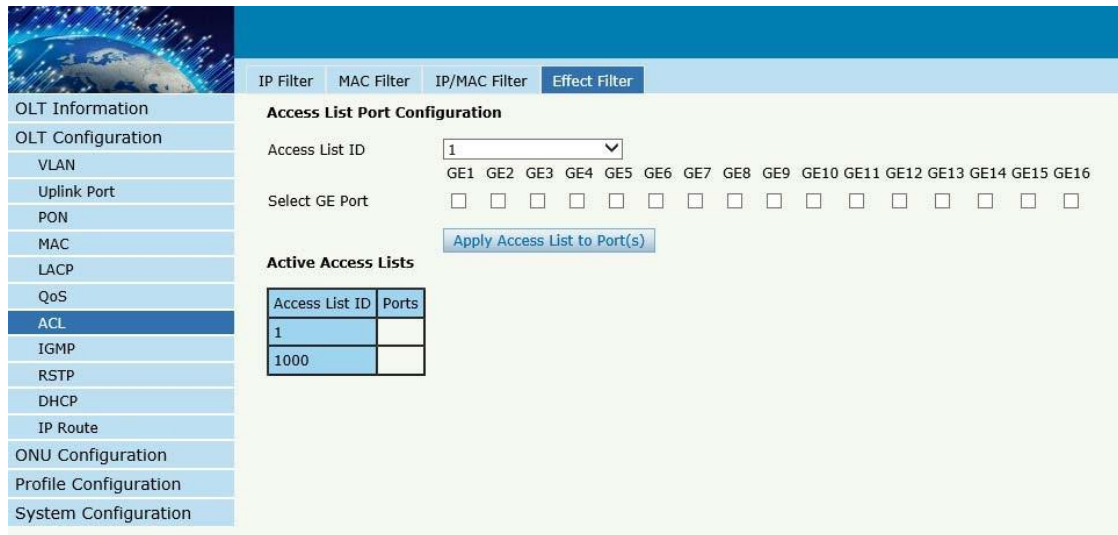 IP Filter MAC Filter IP/MAC Filter Effect Filter
OLT Information
OLT Configuration
VLAN
Uplink Port
PON
MAC
LACP
QoS
ACL
IGMP
RSTP
DHCP
IP Route
ONU Configuration
Profile Configuration
System Configuration
Access List Port Configuration
Access List ID 1
GE1 GE2 GE3 GE4 GE5 GE6 GE7 GE8 GE9 GE10 GE11 GE12 GE13 GE14 GE15 GE16
Select GE Port
Apply Access List to Port(s)
Active Access Lists
Access List ID Ports
1
1000